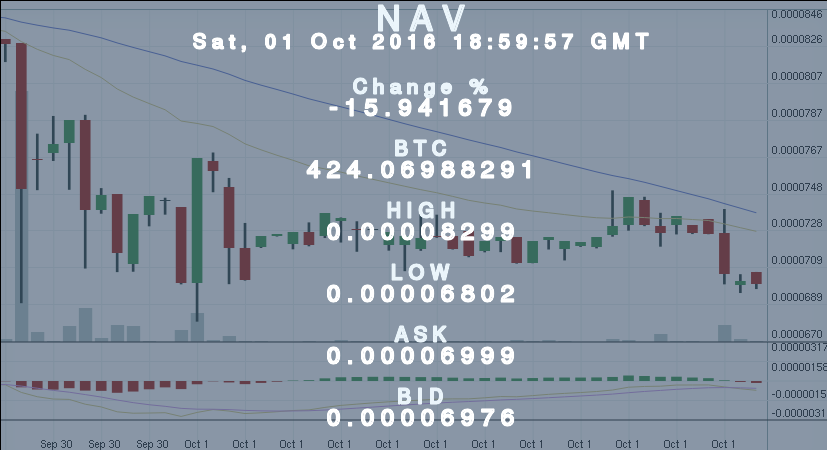 NAV
Sat, 01 Oct 2016 18:59:57 GMT
Change %
-15.941679
BTC
424.06988291
HIGH
0.00008299
LOW
0.00006802
ASK
0.00006999
BID
0.00006976
0.0000846
0.0000826
0.0000807
0.0000787
0.0000767
0.0000748
0.0000728
0.0000709
0.0000689
0.0000670
0.00000317
0.00000158
-0.0000015
-0.0000031
Sep 30
Sep 30
Sep 30
Oct 1
Oct 1
Oct 1
Oct 1
Oct 1
Oct 1
Oct 1
Oct 1
Oct 1
Oct 1
Oct 1
Oct 1